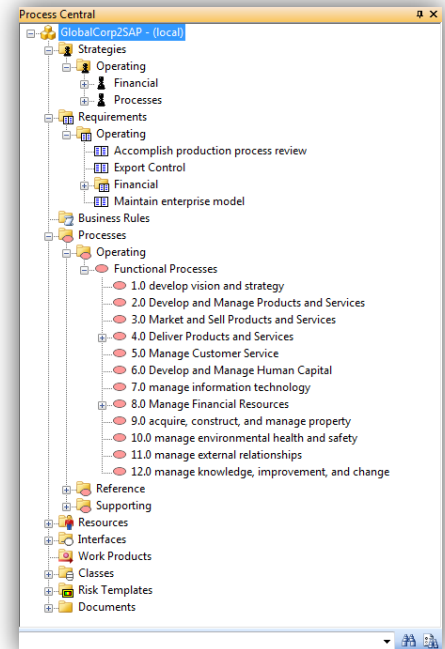 Process Central
GlobalCorp2SAP - (local)
Strategies
Operating
Financial
Processes
Requirements
Operating
Accomplish production process review
Export Control
Financial
Maintain enterprise model
Business Rules
Processes
Operating
Functional Processes
1.0 develop vision and strategy
2.0 Develop and Manage Products and Services
3.0 Market and Sell Products and Services
4.0 Deliver Products and Services
5.0 Manage Customer Service
6.0 Develop and Manage Human Capital
7.0 manage information technology
8.0 Manage Financial Resources
9.0 acquire, construct, and manage property
10.0 manage environmental health and safety
11.0 manage external relationships
12.0 manage knowledge, improvement, and change
Reference
Supporting
Resources
Interfaces
Work Products
Classes
Risk Templates
Documents